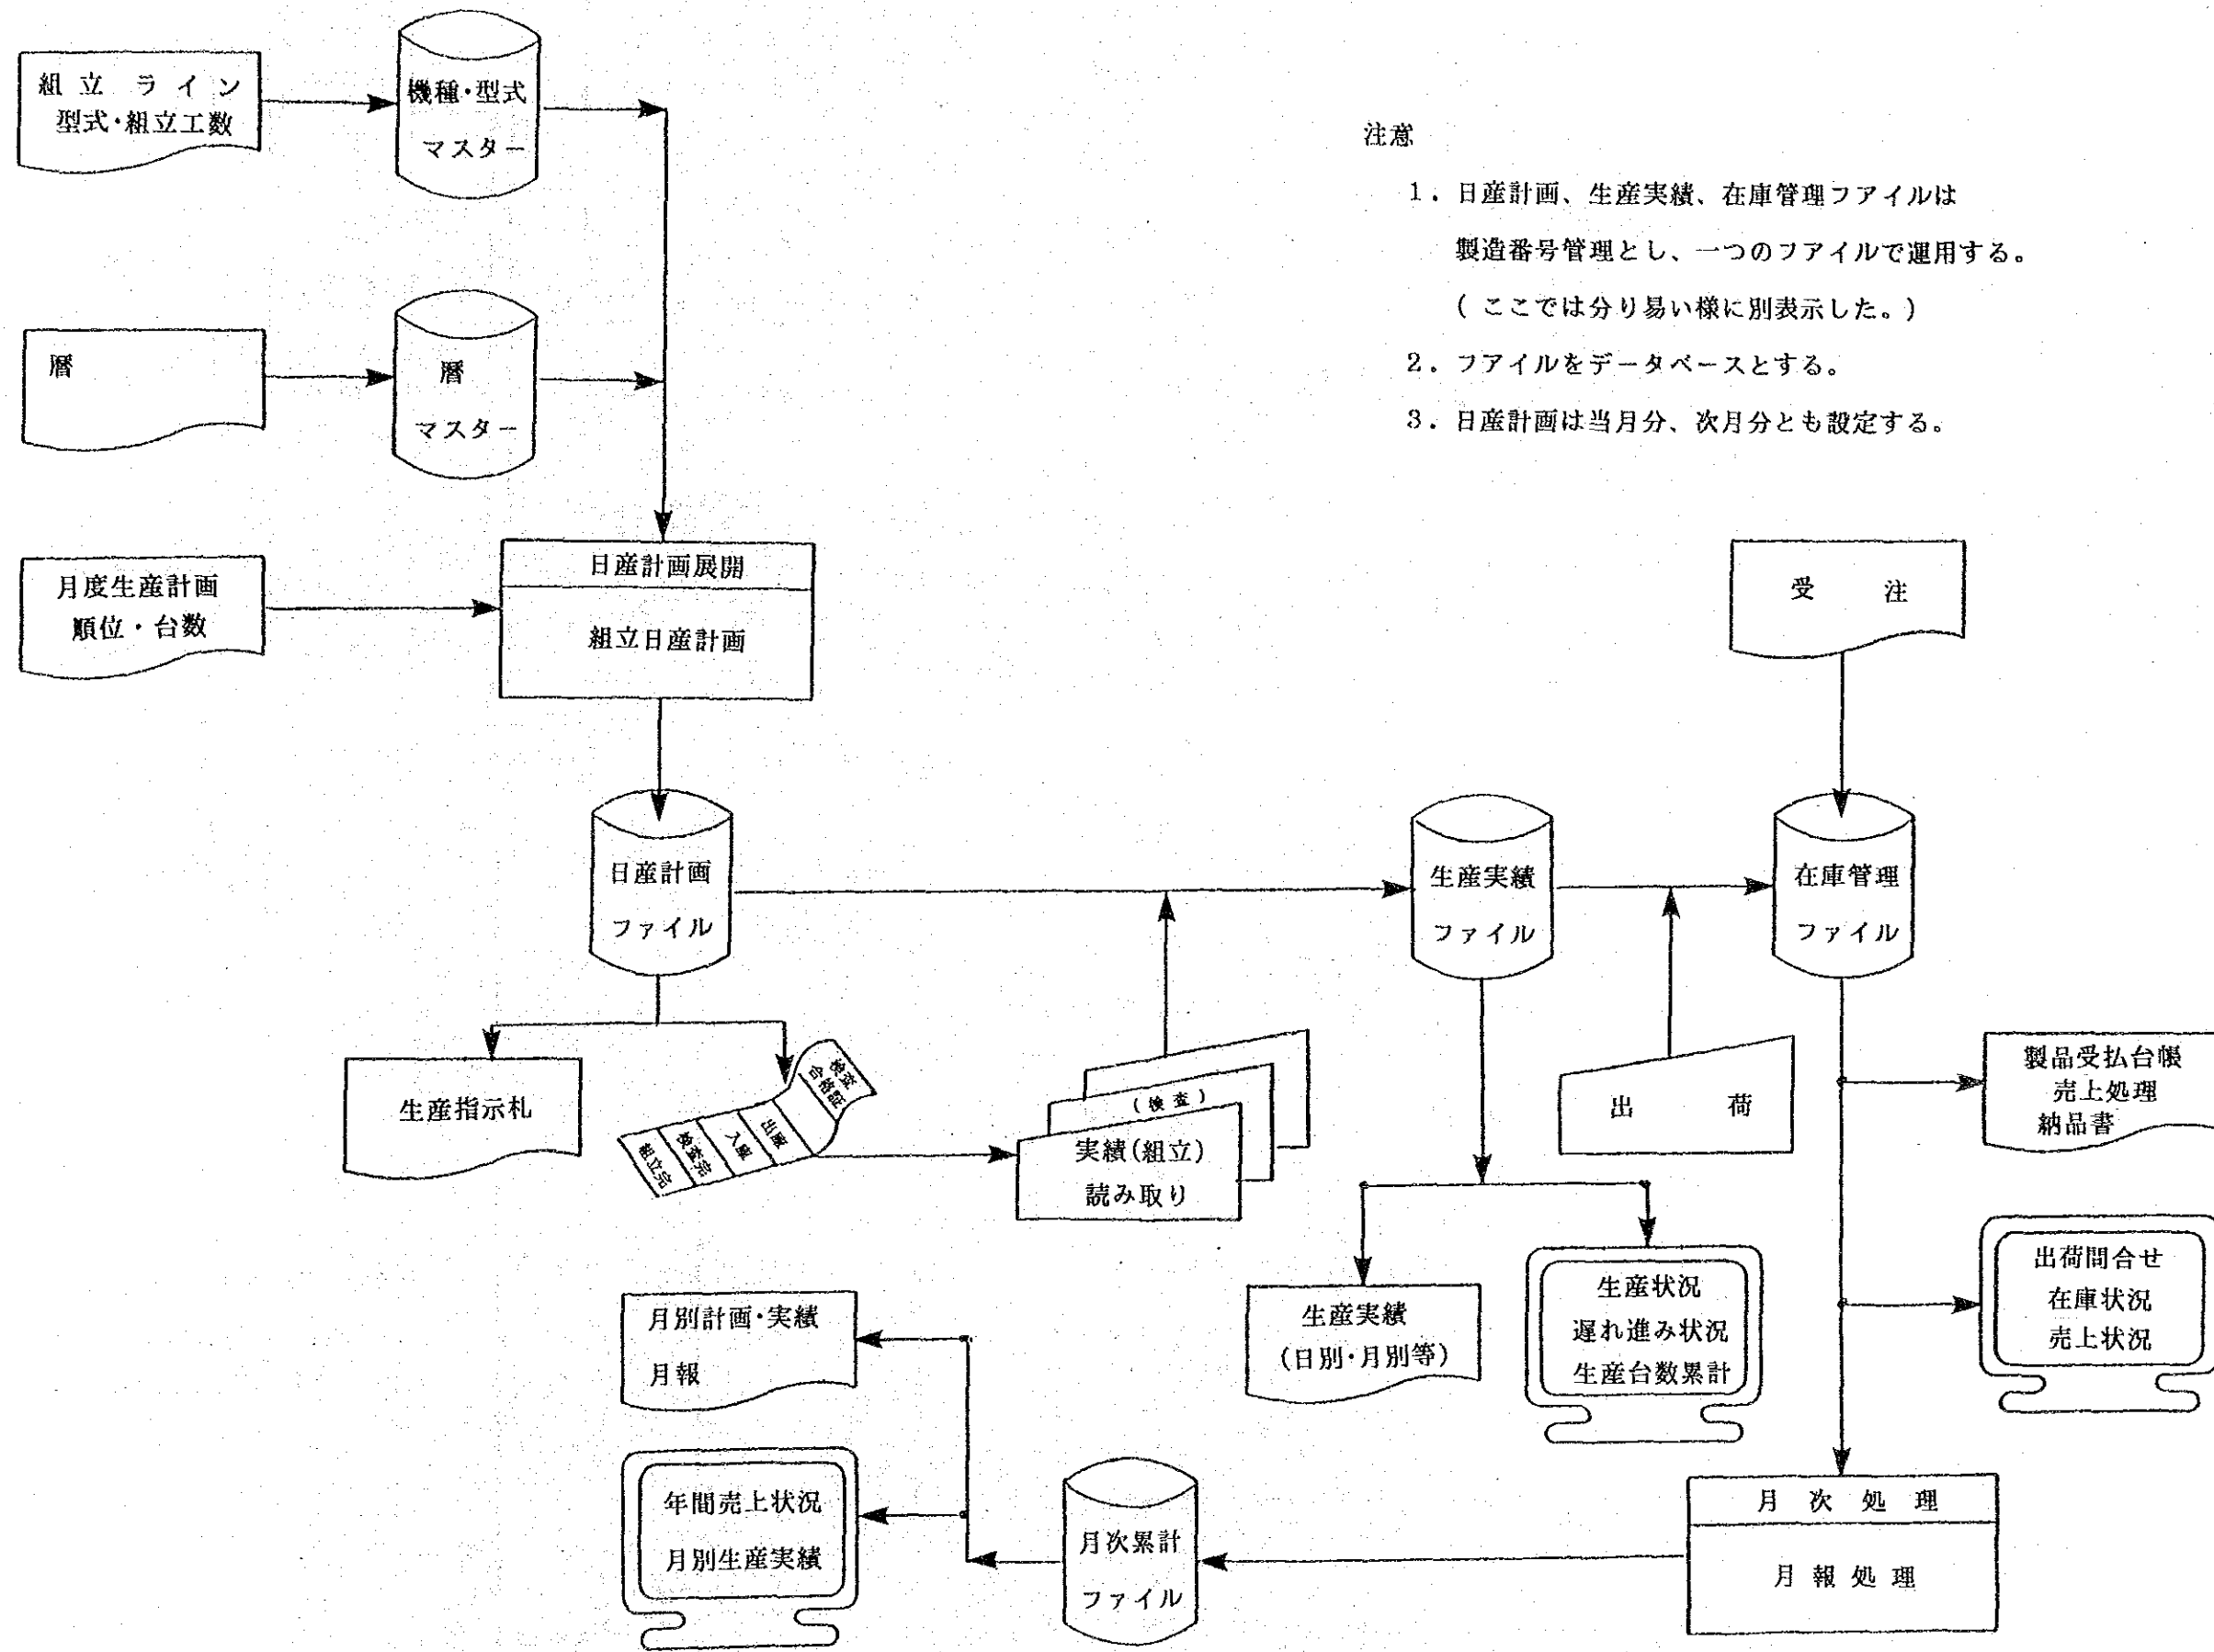 組立ライン
型式・組立工数
機種・型式
マスター
注意
1. 日産計画、生産実績、在庫管理フアイルは
製造番号管理とし、一つのフアイルで運用する。
(ここでは分り易い様に別表示した。)
2. フアイルをデータベースとする。
3. 日産計画は当月分、次月分とも設定する。
暦
暦
マスター
月度生産計画
順位・台数
日産計画展開
組立日産計画
受注
日産計画
ファイル
生産実績
ファイル
在庫管理
ファイル
生産指示札
組立完
検査完
入庫
出廠
検査
合格証
(検査)
実績(組立)
読み取り
出荷
製品受払台帳
売上処理
納品書
生産実績
(日別・月別等)
生産状況
遅れ進み状況
生産台数累計
出荷問合せ
在庫状況
売上状況
月別計画・実績
月報
年間売上状況
月別生産実績
月次累計
ファイル
月次処理
月報処理